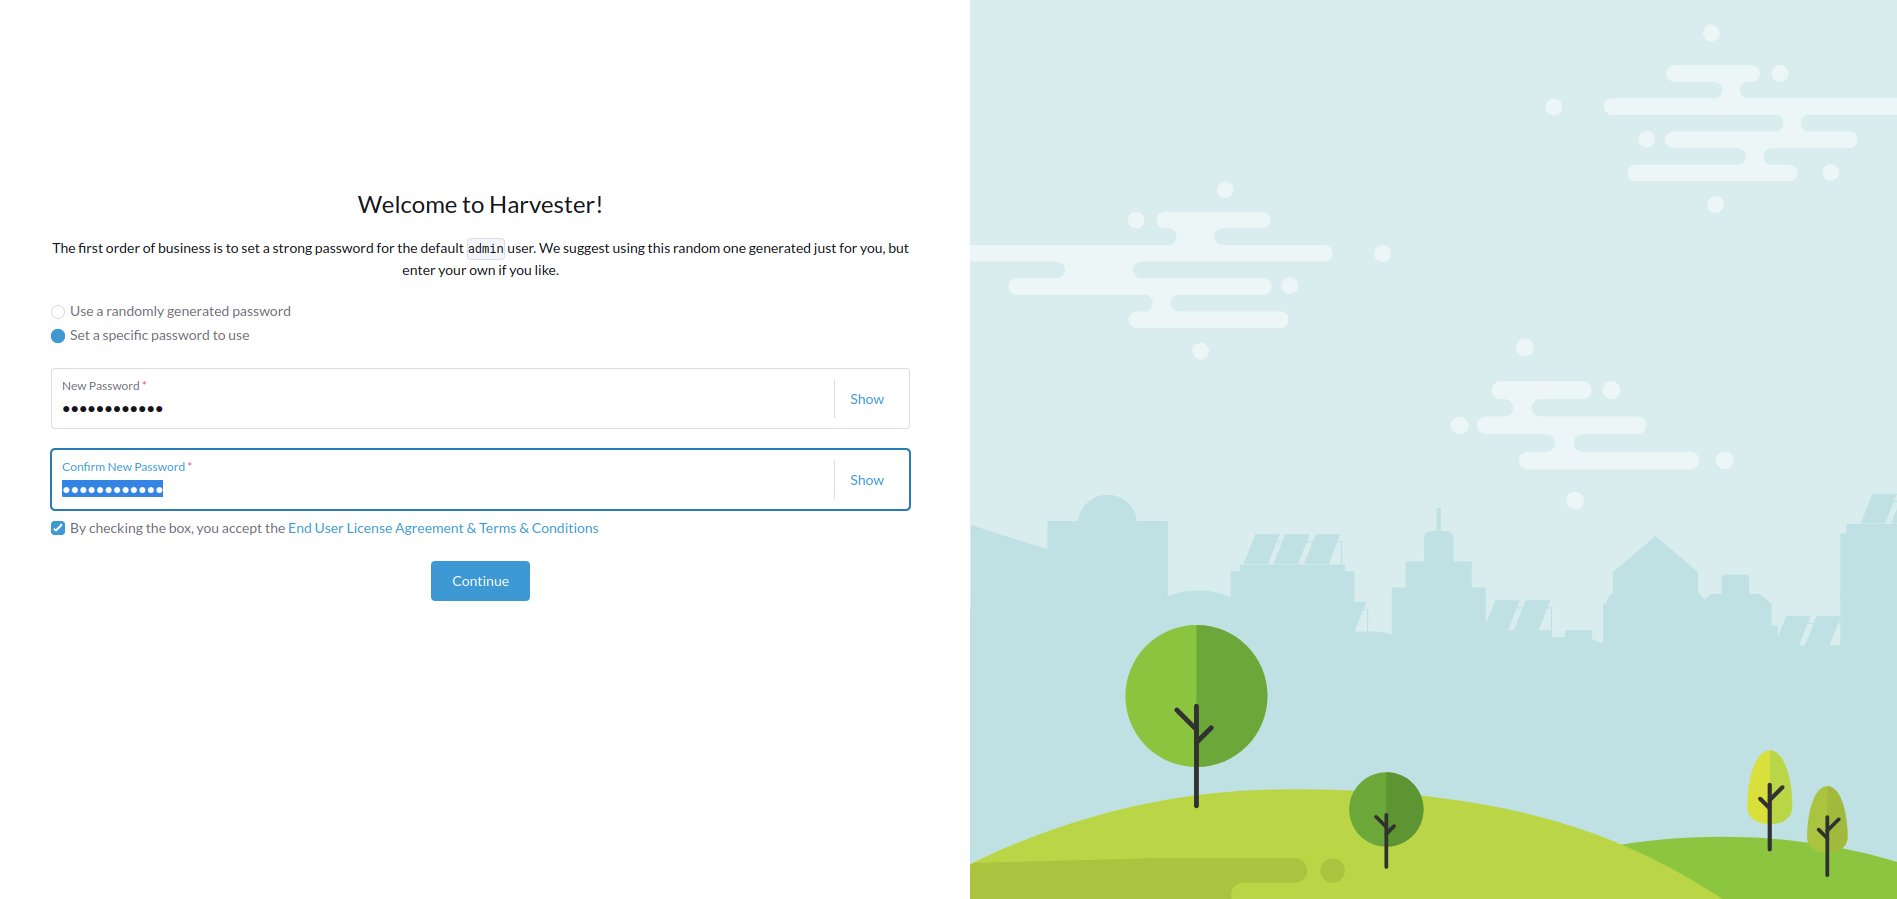 Welcome to Harvester!
The first order of business is to set a strong password for the default admin user. We suggest using this random one generated just for you, but
enter your own if you like.
Use a randomly generated password
Set a specific password to use
New Password *
●●●●●●●●●●●● Show
Confirm New Password *
●●●●●●●●●●●● Show
By checking the box, you accept the End User License Agreement & Terms & Conditions
Continue